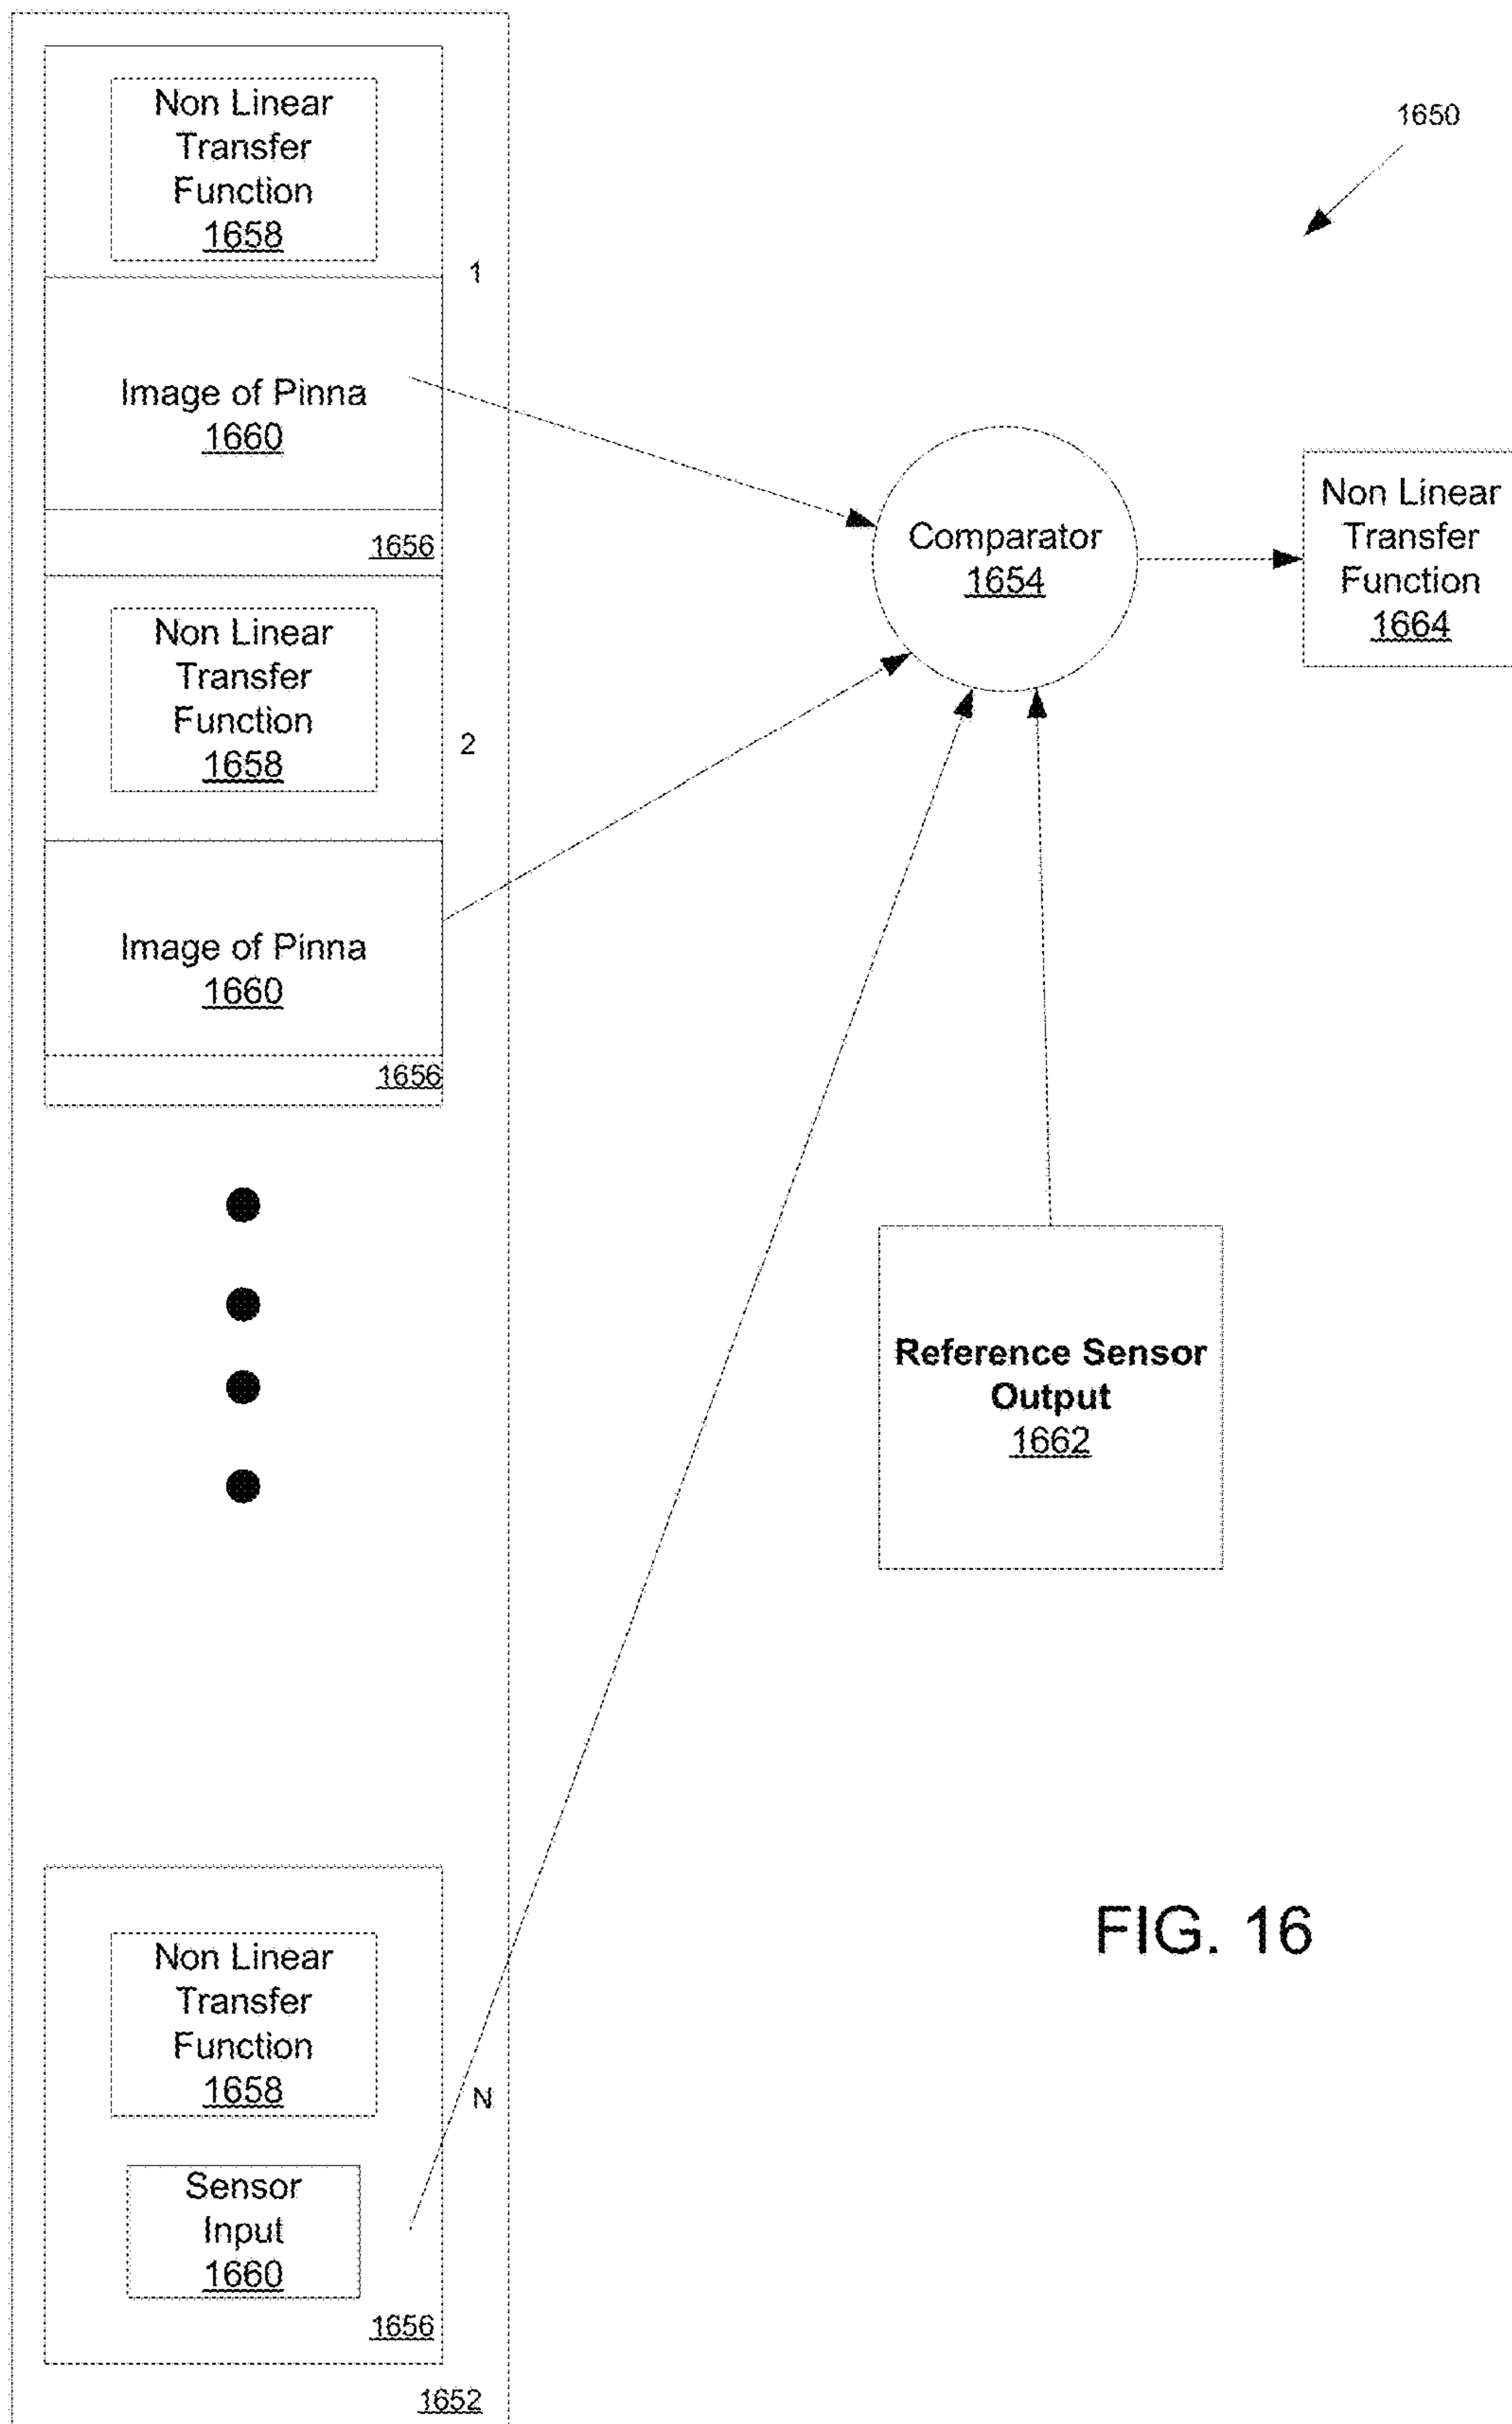 Non Linear
Transfer
Function
1658
1
Image of Pinna
1660
1656
Non Linear
Transfer
Function
1658
2
Image of Pinna
1660
1656
Non Linear
Transfer
Function
1658
N
Sensor
Input
1660
1656
1652
1650
Comparator
1654
Non Linear
Transfer
Function
1664
Reference Sensor
Output
1662
FIG. 16